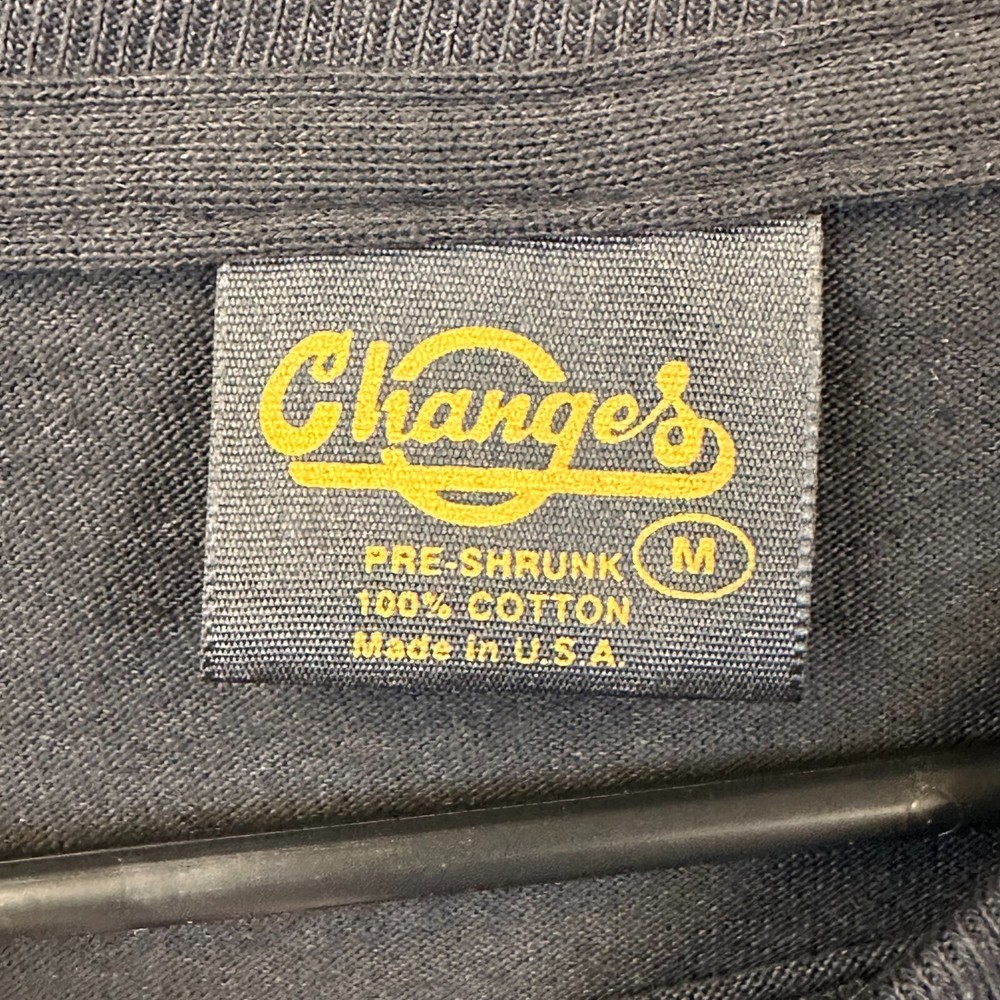 Changes
PRE-SHRUNK M
100% COTTON
Made in U.S.A.